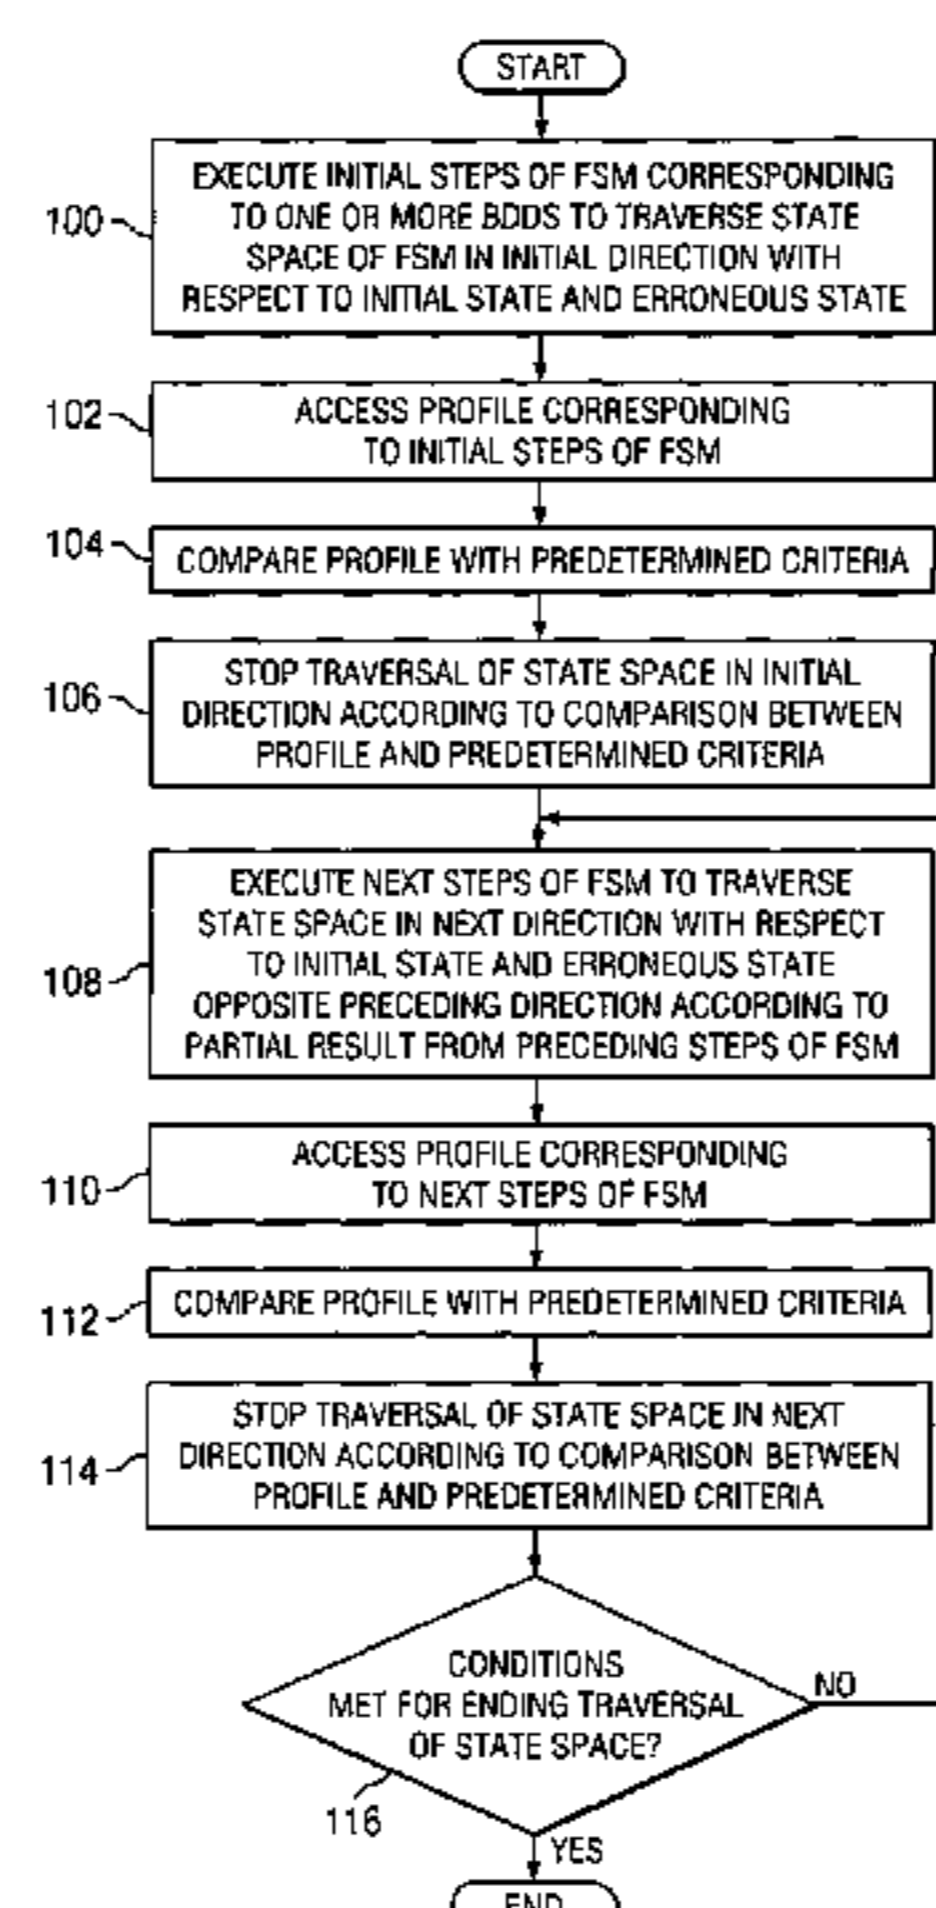 START
100
EXECUTE INITIAL STEPS OF FSM CORRESPONDING
TO ONE OR MORE BDDS TO TRAVERSE STATE
SPACE OF FSM IN INITIAL DIRECTION WITH
RESPECT TO INITIAL STATE AND ERRONEOUS STATE
102
ACCESS PROFILE CORRESPONDING
TO INITIAL STEPS OF FSM
104
COMPARE PROFILE WITH PREDETERMINED CRITERIA
106
STOP TRAVERSAL OF STATE SPACE IN INITIAL
DIRECTION ACCORDING TO COMPARISON BETWEEN
PROFILE AND PREDETERMINED CRITERIA
108
EXECUTE NEXT STEPS OF FSM TO TRAVERSE
STATE SPACE IN NEXT DIRECTION WITH RESPECT
TO INITIAL STATE AND ERRONEOUS STATE
OPPOSITE PRECEDING DIRECTION ACCORDING TO
PARTIAL RESULT FROM PRECEDING STEPS OF FSM
110
ACCESS PROFILE CORRESPONDING
TO NEXT STEPS OF FSM
112
COMPARE PROFILE WITH PREDETERMINED CRITERIA
114
STOP TRAVERSAL OF STATE SPACE IN NEXT
DIRECTION ACCORDING TO COMPARISON BETWEEN
PROFILE AND PREDETERMINED CRITERIA
CONDITIONS
MET FOR ENDING TRAVERSAL
OF STATE SPACE?
NO
116
YES
END